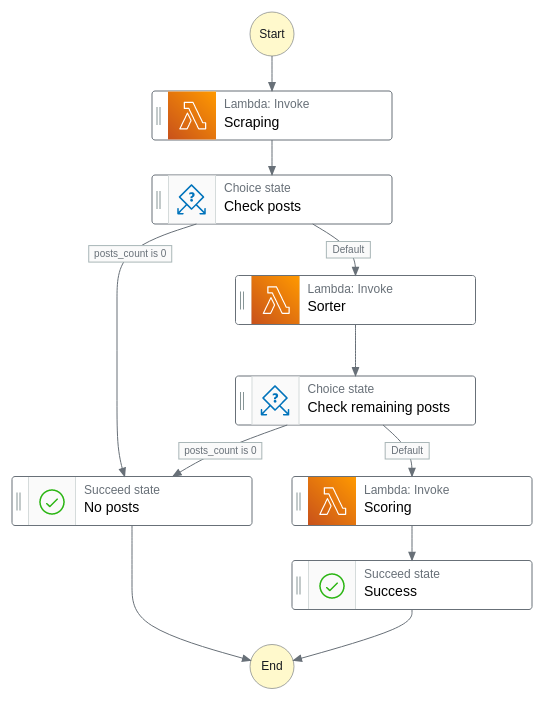 Start
Lambda: Invoke
Scraping
Choice state
Check posts
posts_count is 0
Default
Lambda: Invoke
Sorter
Choice state
Check remaining posts
posts_count is 0
Default
Succeed state
No posts
Lambda: Invoke
Scoring
Succeed state
Success
End